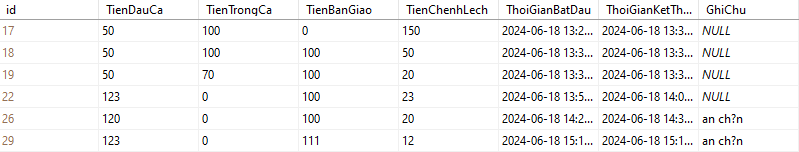 id TienDauCa TienTrongCa TienBanGiao TienChenhLech ThoiGianBatDau ThoiGianKetTh... GhiChu
17 50 100 0 150 2024-06-18 13:2... 2024-06-18 13:3... NULL
18 50 100 100 50 2024-06-18 13:3... 2024-06-18 13:3... NULL
19 50 70 100 20 2024-06-18 13:3... 2024-06-18 13:3... NULL
22 123 0 100 23 2024-06-18 13:5... 2024-06-18 14:0... NULL
26 120 0 100 20 2024-06-18 14:2... 2024-06-18 14:3... an ch?n
29 123 0 111 12 2024-06-18 15:1... 2024-06-18 15:1... an ch?n